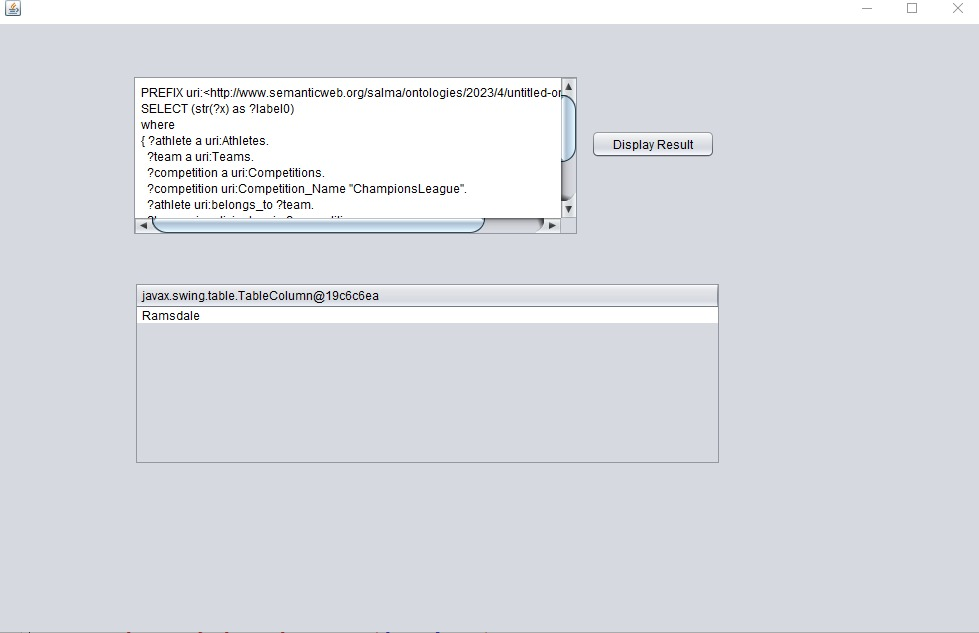 PREFIX uri:<http://www.semanticweb.org/salma/ontologies/2023/4/untitled-or
SELECT (str(?x) as ?label0)
where
{ ?athlete a uri:Athletes.
?team a uri:Teams.
?competition a uri:Competitions.
?competition uri:Competition_Name "ChampionsLeague".
?athlete uri:belongs_to ?team.
Display Result
javax.swing.table.TableColumn@19c6c6ea
Ramsdale